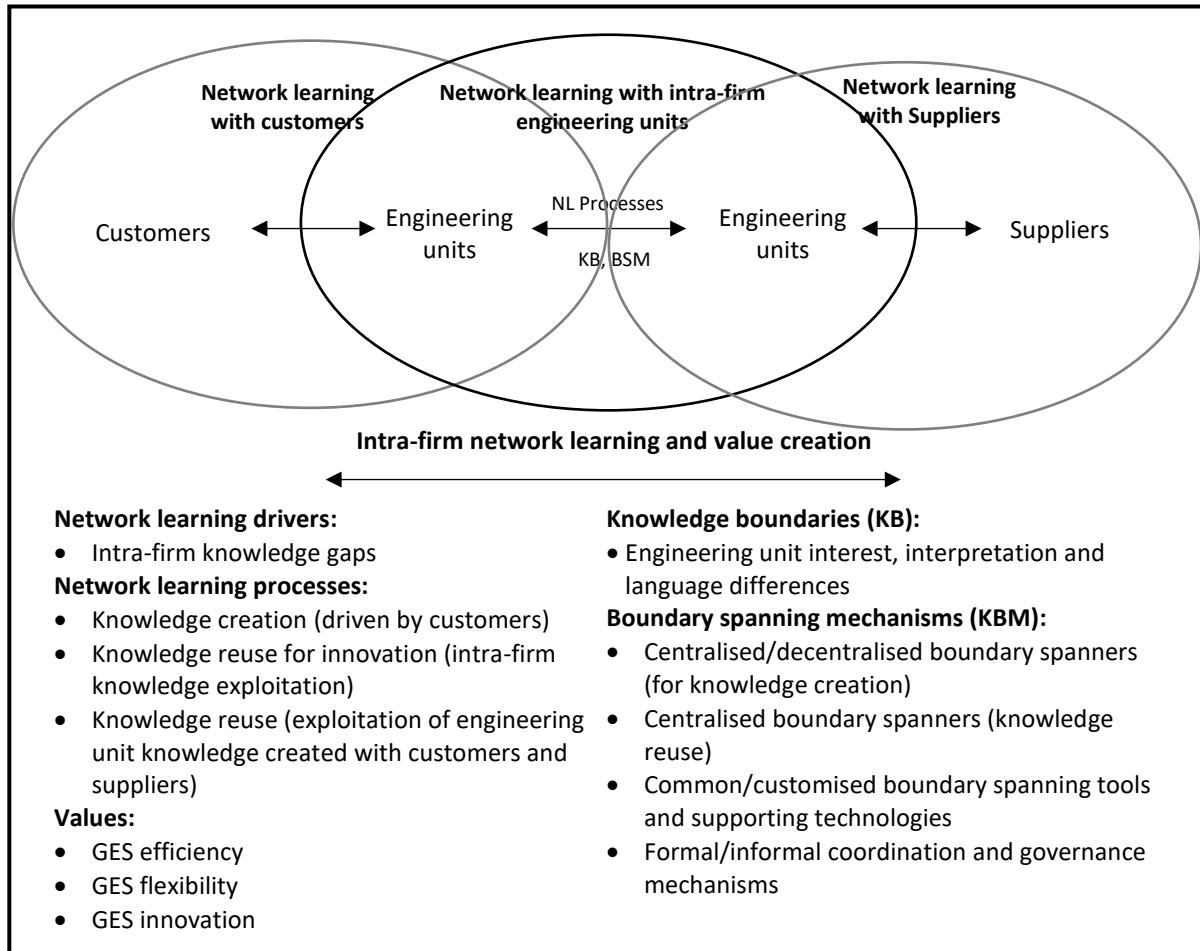 Network learning
with customers
Network learning with intra-firm
engineering units
Network learning
with Suppliers
Customers
Engineering
units
NL Processes
KB, BSM
Engineering
units
Suppliers
Intra-firm network learning and value creation
Network learning drivers:
• Intra-firm knowledge gaps
Network learning processes:
• Knowledge creation (driven by customers)
• Knowledge reuse for innovation (intra-firm
knowledge exploitation)
• Knowledge reuse (exploitation of engineering
unit knowledge created with customers and
suppliers)
Values:
• GES efficiency
• GES flexibility
• GES innovation
Knowledge boundaries (KB):
• Engineering unit interest, interpretation and
language differences
Boundary spanning mechanisms (KBM):
• Centralised/decentralised boundary spanners
(for knowledge creation)
• Centralised boundary spanners (knowledge
reuse)
• Common/customised boundary spanning tools
and supporting technologies
• Formal/informal coordination and governance
mechanisms